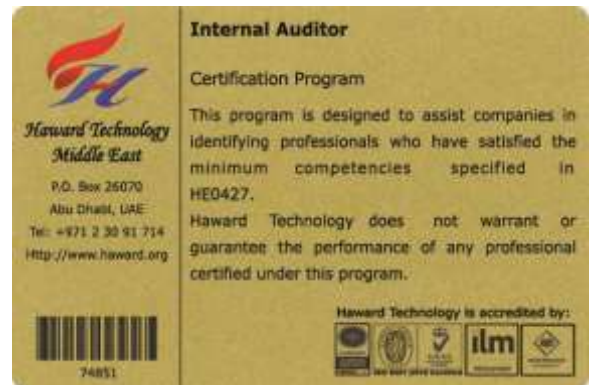 Haward Technology
Middle East
P.O. Box 26070
Abu Dhabi, UAE
Tel: +971 2 30 91 714
Http://www.haward.org
74851
Internal Auditor
Certification Program
This program is designed to assist companies in
identifying professionals who have satisfied the
minimum competencies specified in
HE0427.
Haward Technology does not warrant or
guarantee the performance of any professional
certified under this program.
Haward Technology is accredited by:
ilm